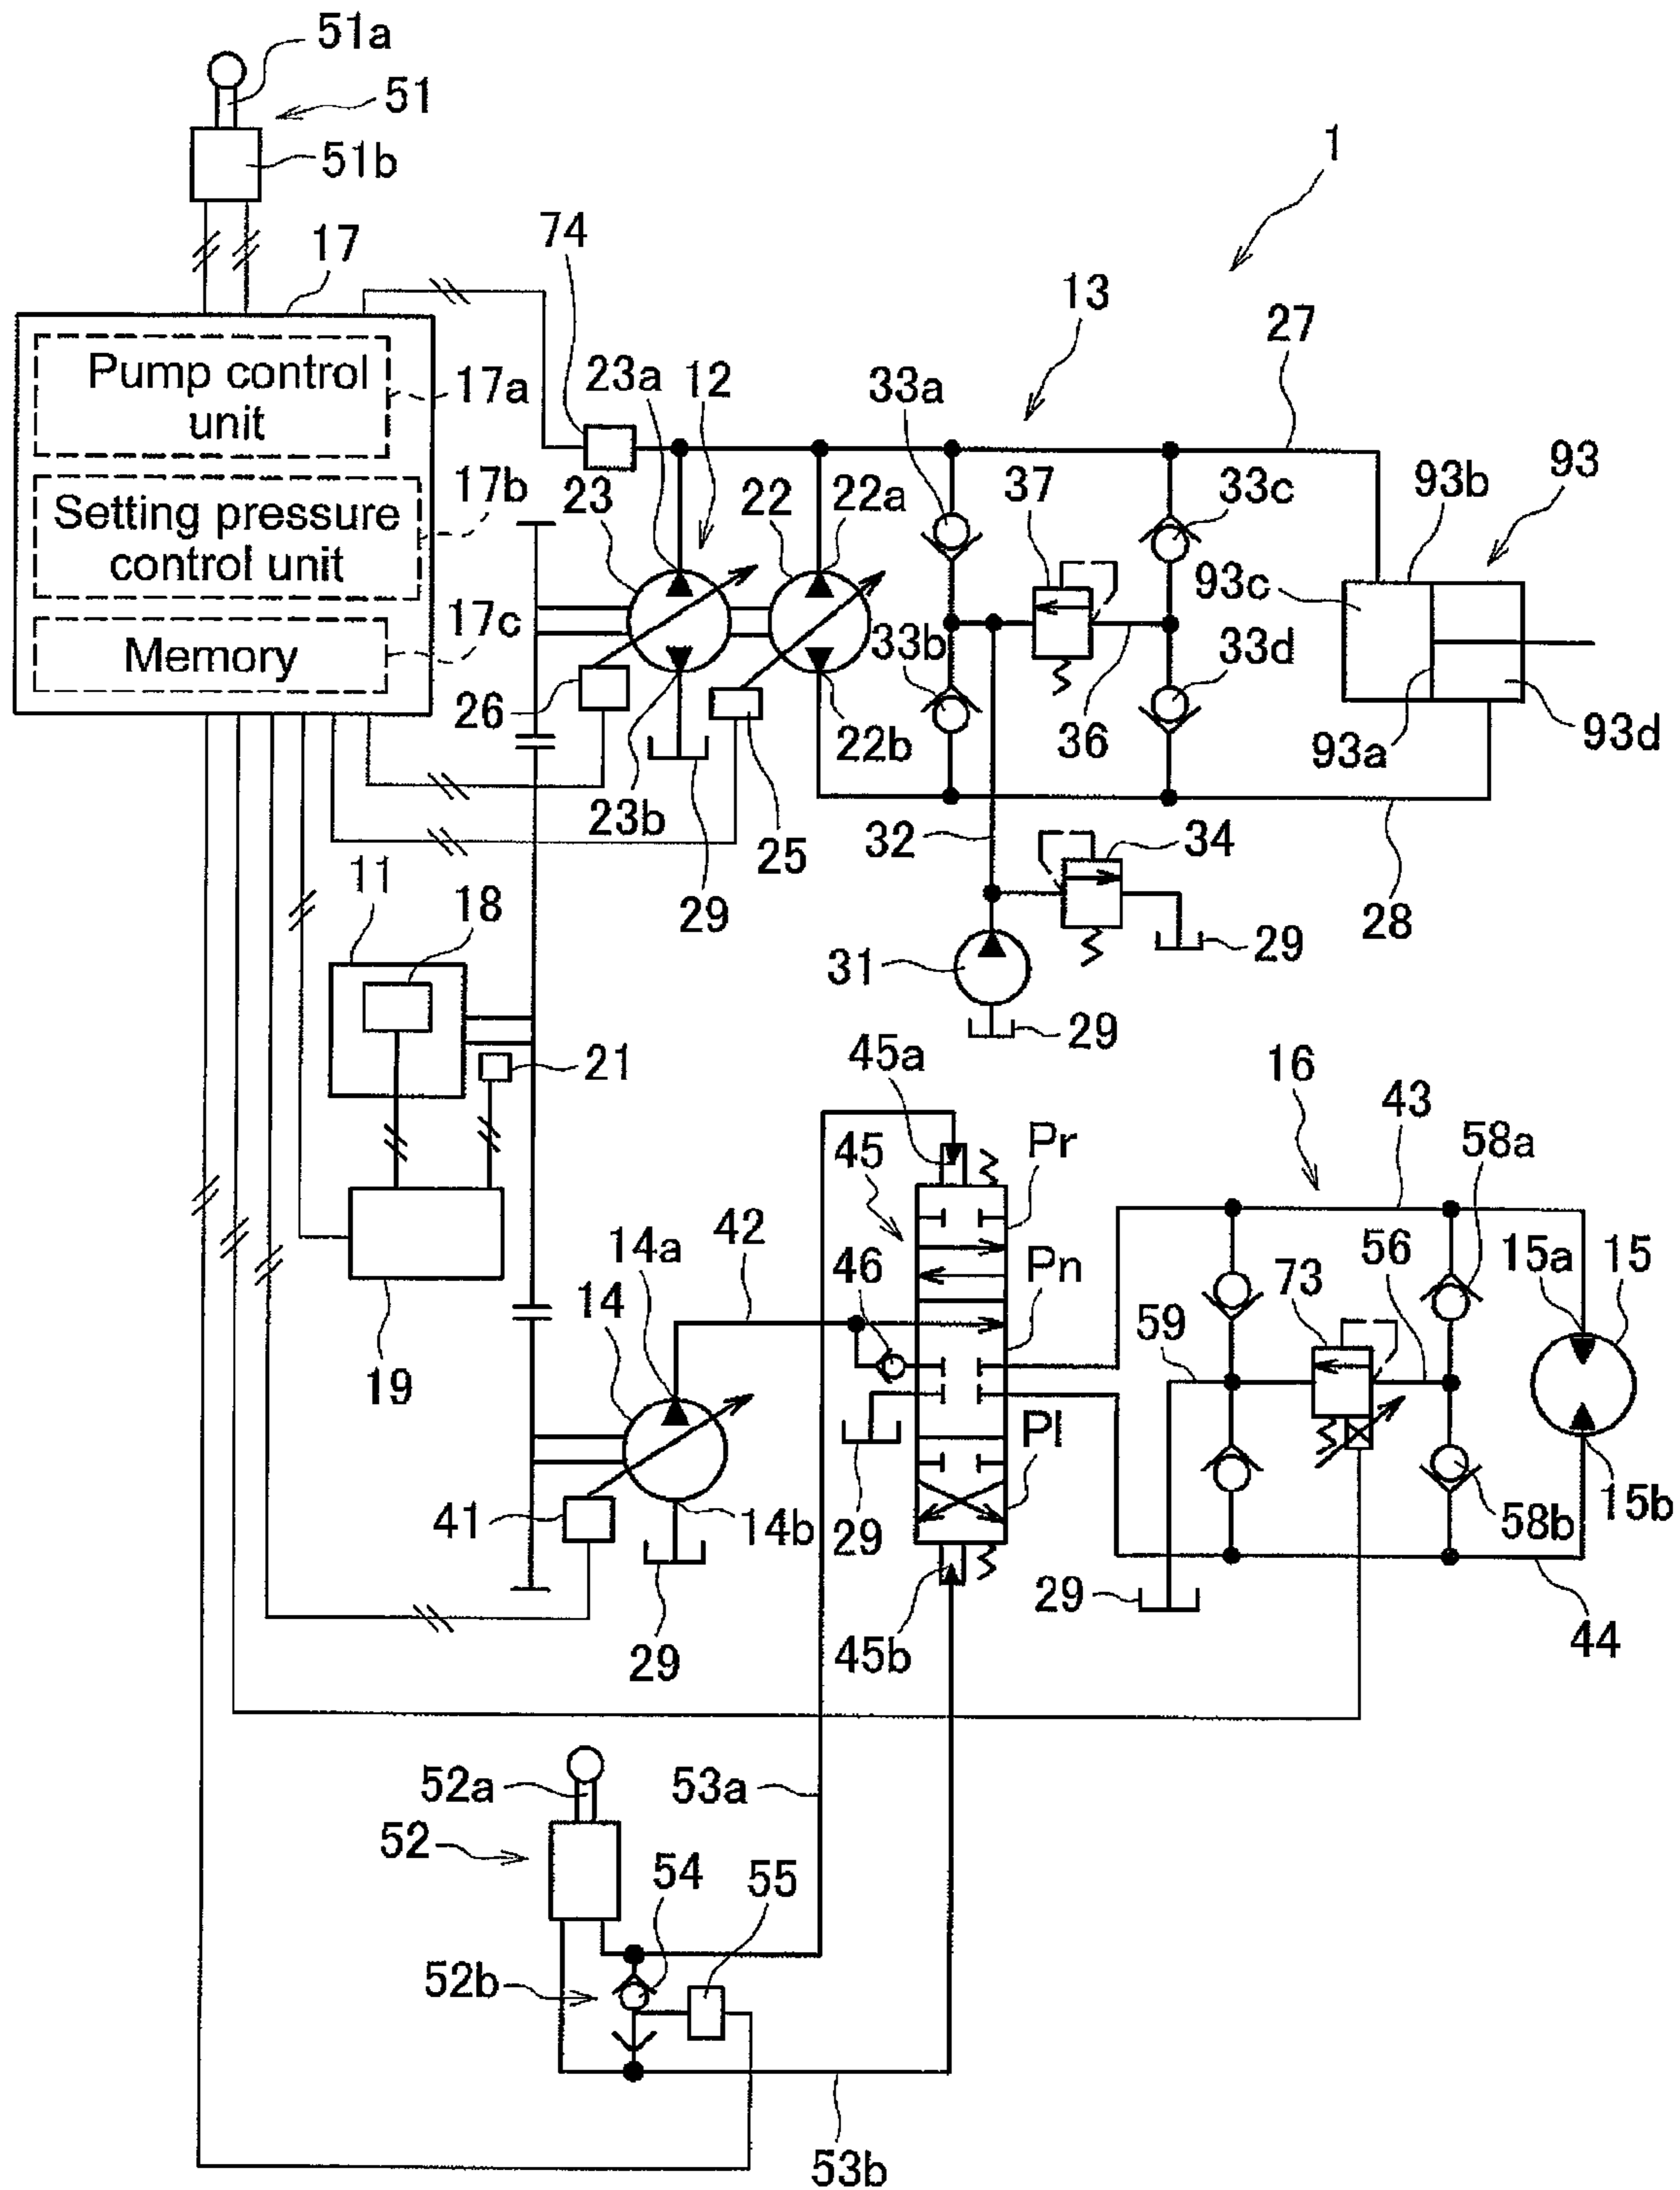 51a
51
51b
1
17
74
13
27
Pump control
unit
17a
23a
12
33a
93
Setting pressure
control unit
17b
23
22
22a
37
33c
93b
93c
Memory
17c
33b
33d
26
22b
36
93a
93d
23b
25
32
34
28
11
18
29
31
29
29
21
45a
16
43
45
Pr
58a
42
14a
46
Pn
15a
15
14
73
56
59
19
Pl
41
14b
29
58b
15b
29
29
45b
44
52a
53a
52
54
55
52b
53b